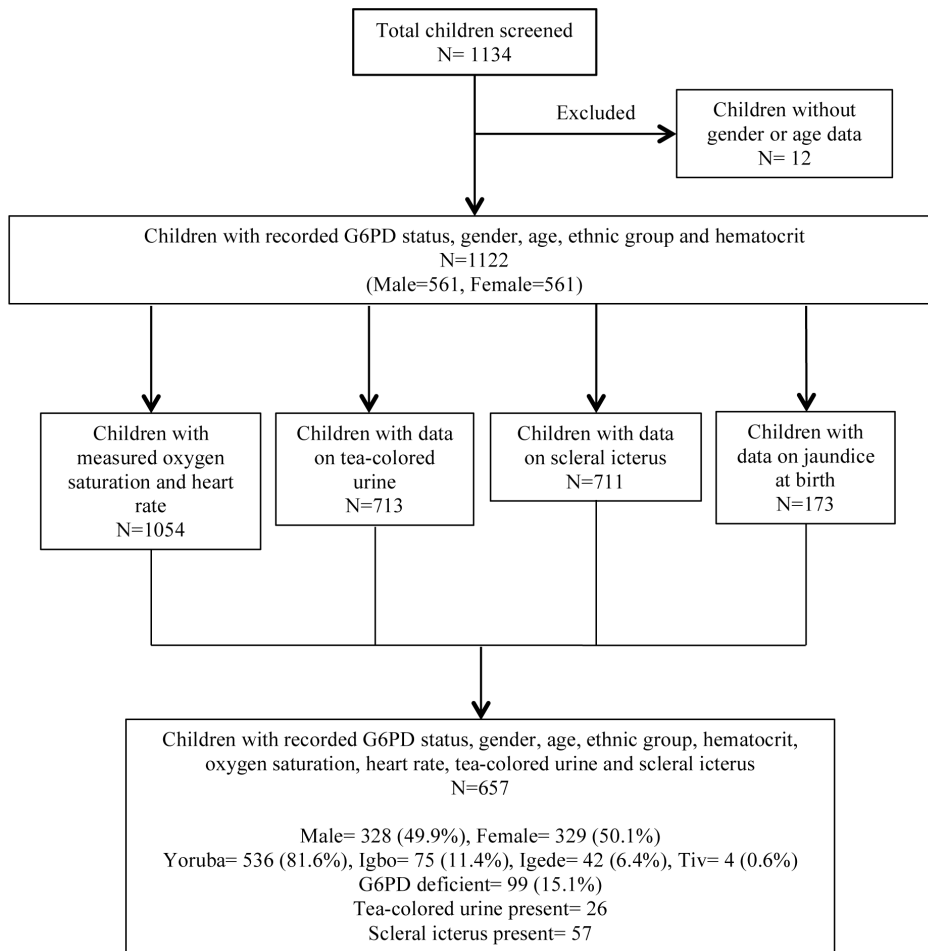 Total children screened
N= 1134
Excluded
Children without
gender or age data
N= 12
Children with recorded G6PD status, gender, age, ethnic group and hematocrit
N=1122
(Male=561, Female=561)
Children with
measured oxygen
saturation and heart
rate
N=1054
Children with data
on tea-colored
urine
N=713
Children with data
on scleral icterus
N=711
Children with
data on jaundice
at birth
N=173
Children with recorded G6PD status, gender, age, ethnic group, hematocrit,
oxygen saturation, heart rate, tea-colored urine and scleral icterus
N=657
Male= 328 (49.9%), Female= 329 (50.1%)
Yoruba= 536 (81.6%), Igbo= 75 (11.4%), Igede= 42 (6.4%), Tiv= 4 (0.6%)
G6PD deficient= 99 (15.1%)
Tea-colored urine present= 26
Scleral icterus present= 57